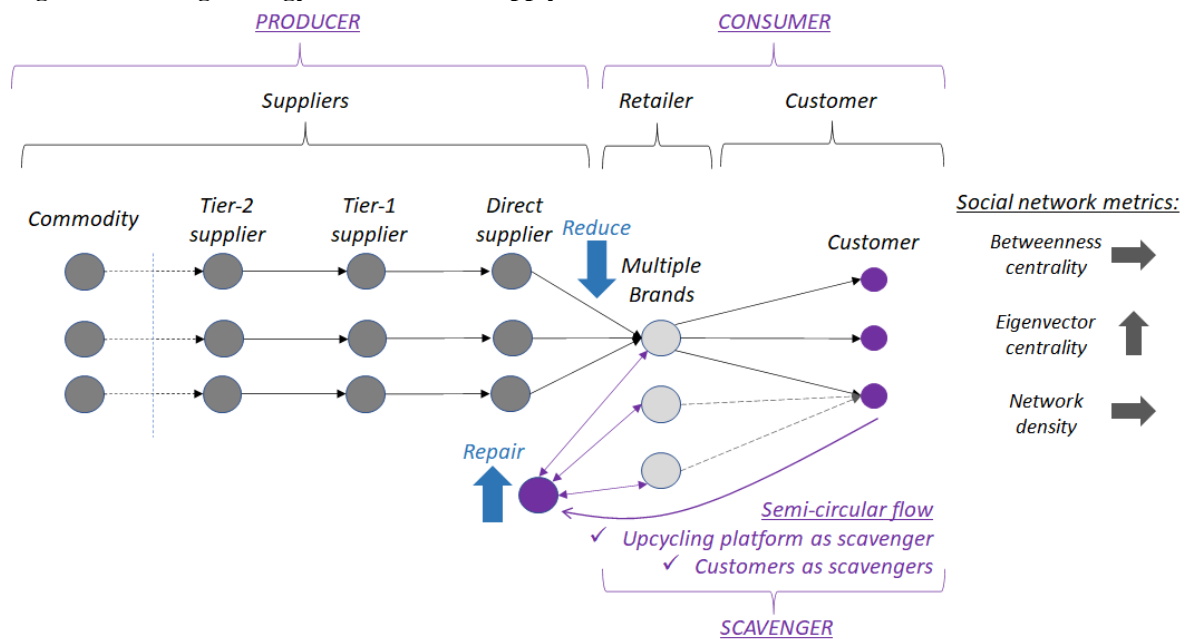 PRODUCER
CONSUMER
Suppliers
Retailer
Customer
Commodity
Tier-2
supplier
Tier-1
supplier
Direct
supplier
Reduce
Multiple
Brands
Customer
Social network metrics:
Betweenness
centrality
Eigenvector
centrality
Network
density
Repair
Semi-circular flow
✓ Upcycling platform as scavenger
✓ Customers as scavengers
SCAVENGER